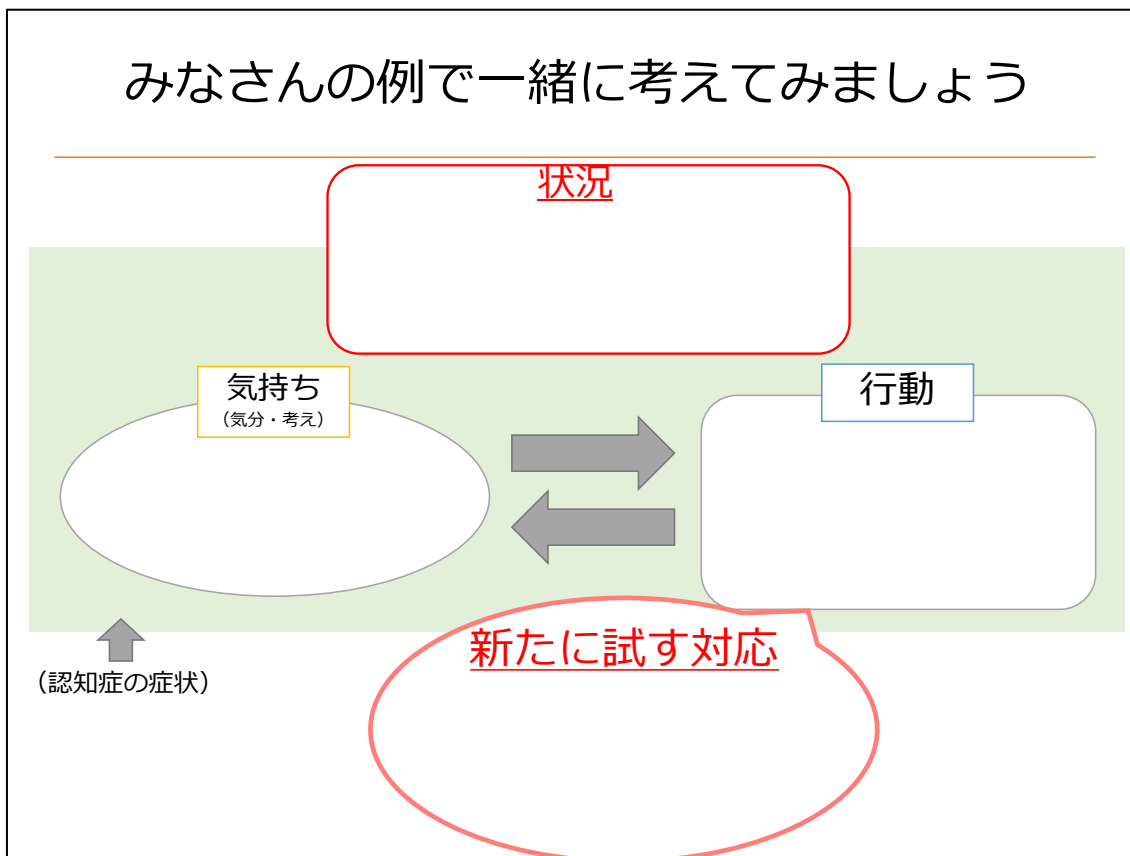 みなさんの例で一緒に考えてみましょう
状況
気持ち
（気分・考え）
行動
新たに試す対応
（認知症の症状）